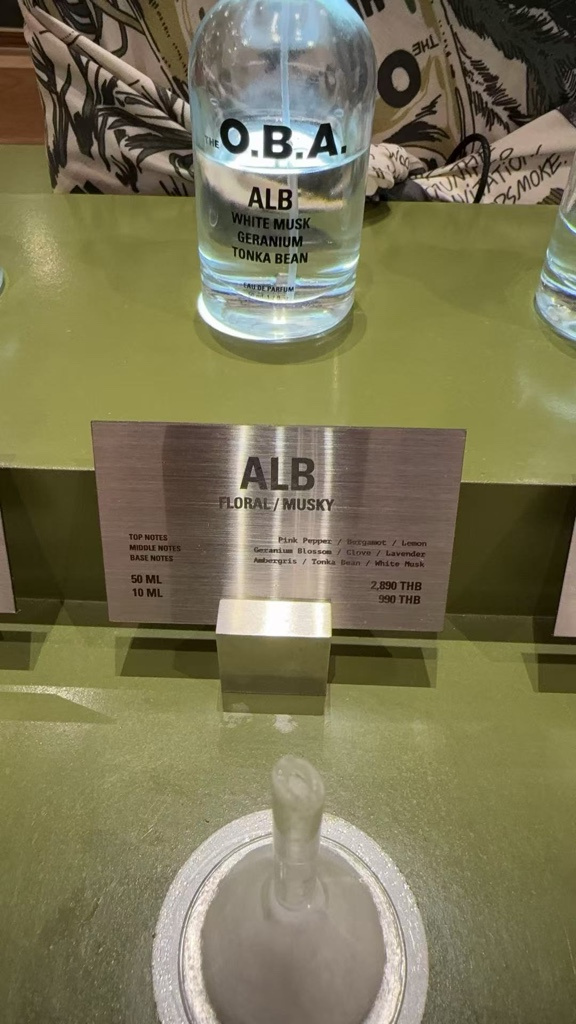 THE O.B.A.
ALB
WHITE MUSK
GERANIUM
TONKA BEAN
EAU DE PARFUM
ALB
FLORAL / MUSKY
TOP NOTES Pink Pepper / Bergamot / Lemon
MIDDLE NOTES Geranium Blossom / Clove / Lavender
BASE NOTES Ambergris / Tonka Bean / White Musk
50 ML 2,890 THB
10 ML 990 THB